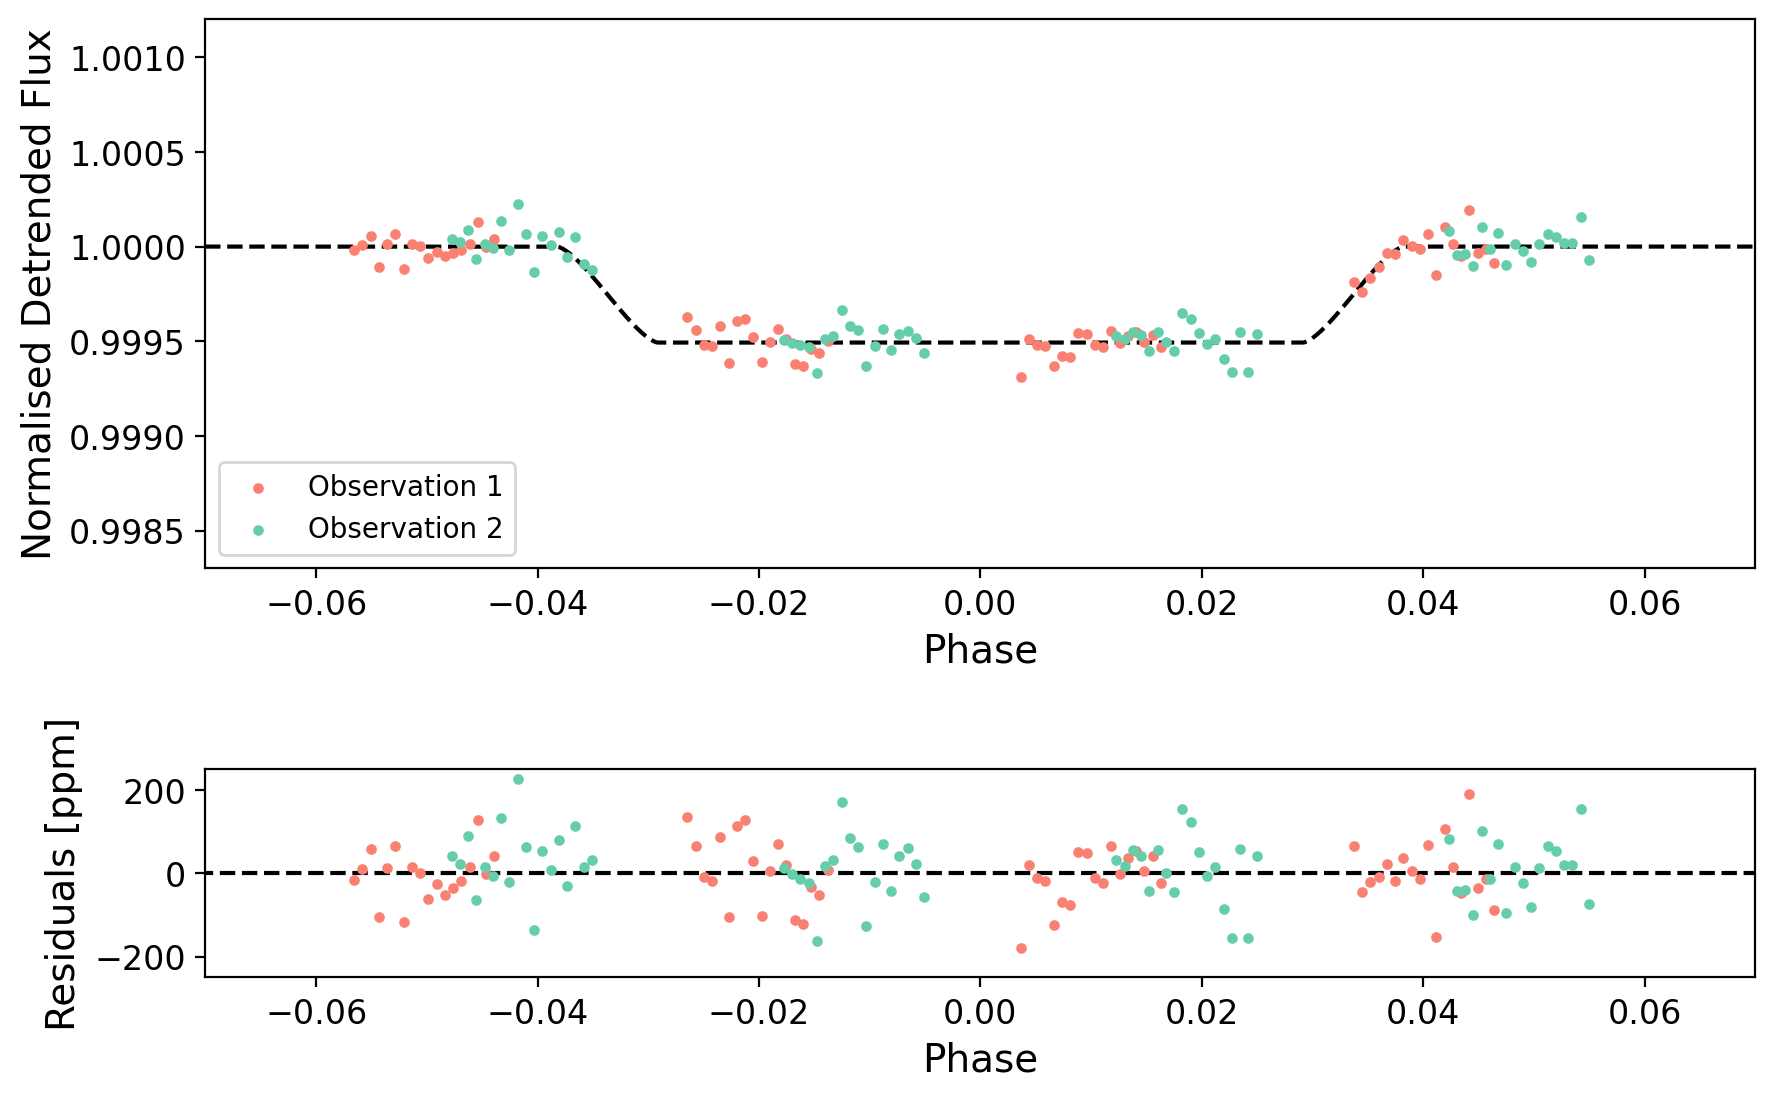 Normalised Detrended Flux
1.0010
1.0005
1.0000
0.9995
0.9990
0.9985
Observation 1
Observation 2
−0.06 −0.04 −0.02 0.00 0.02 0.04 0.06
Phase
Residuals [ppm]
200
0
−200
−0.06 −0.04 −0.02 0.00 0.02 0.04 0.06
Phase